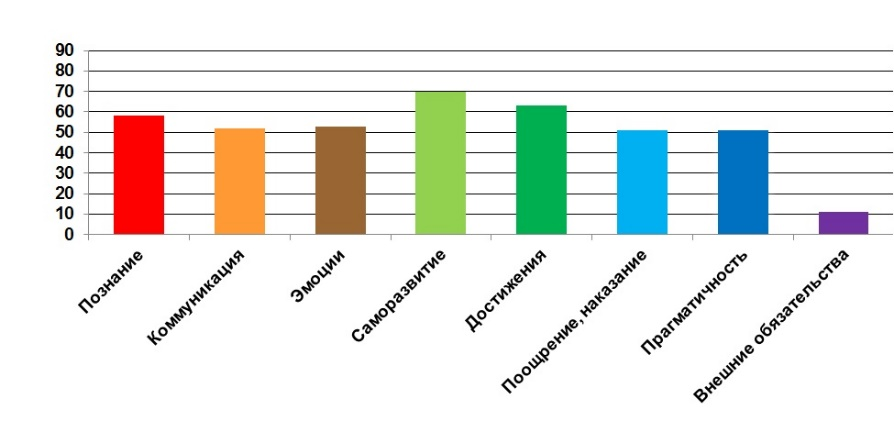 90
80
70
60
50
40
30
20
10
0
Познание
Коммуникация
Эмоции
Саморазвитие
Достижения
Поощрение, наказание
Прагматичность
Внешние обязательства